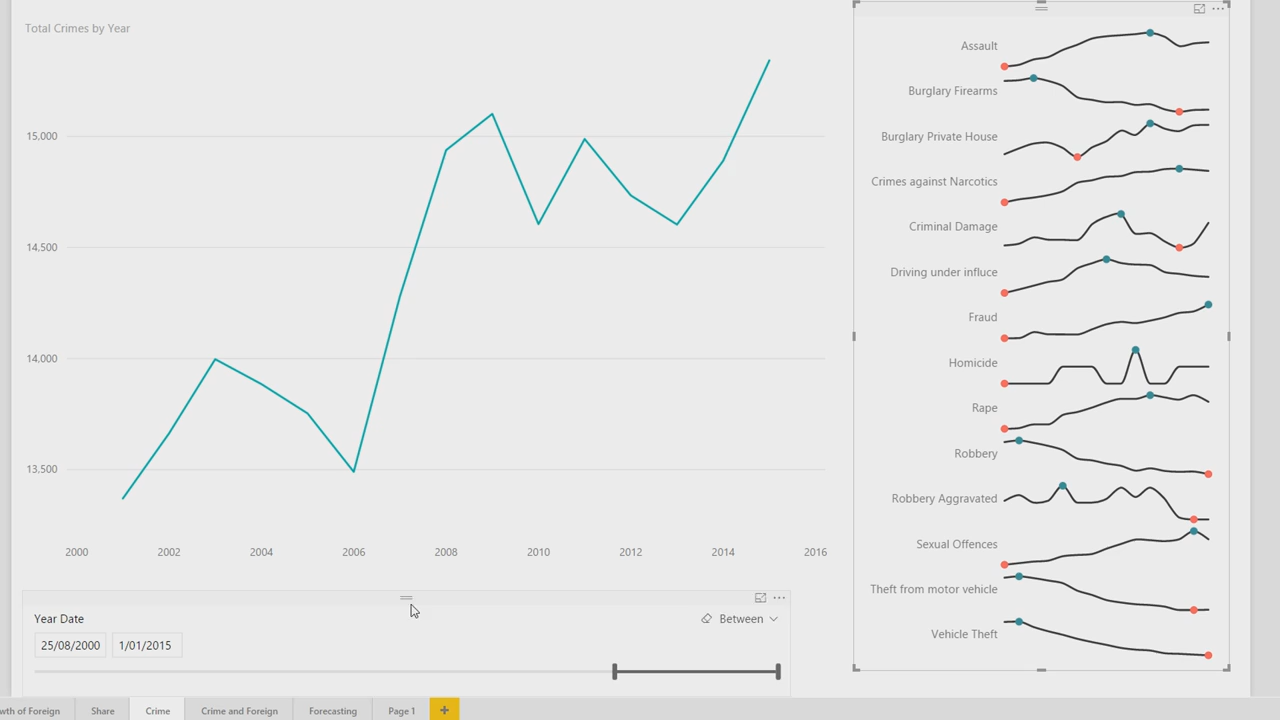 Total Crimes by Year
15.000
14.500
14.000
13.500
2000 2002 2004 2006 2008 2010 2012 2014 2016
Assault
Burglary Firearms
Burglary Private House
Crimes against Narcotics
Criminal Damage
Driving under influce
Fraud
Homicide
Rape
Robbery
Robbery Aggravated
Sexual Offences
Theft from motor vehicle
Vehicle Theft
Year Date
Between
25/08/2000 1/01/2015
wth of Foreign Share Crime Crime and Foreign Forecasting Page 1 +